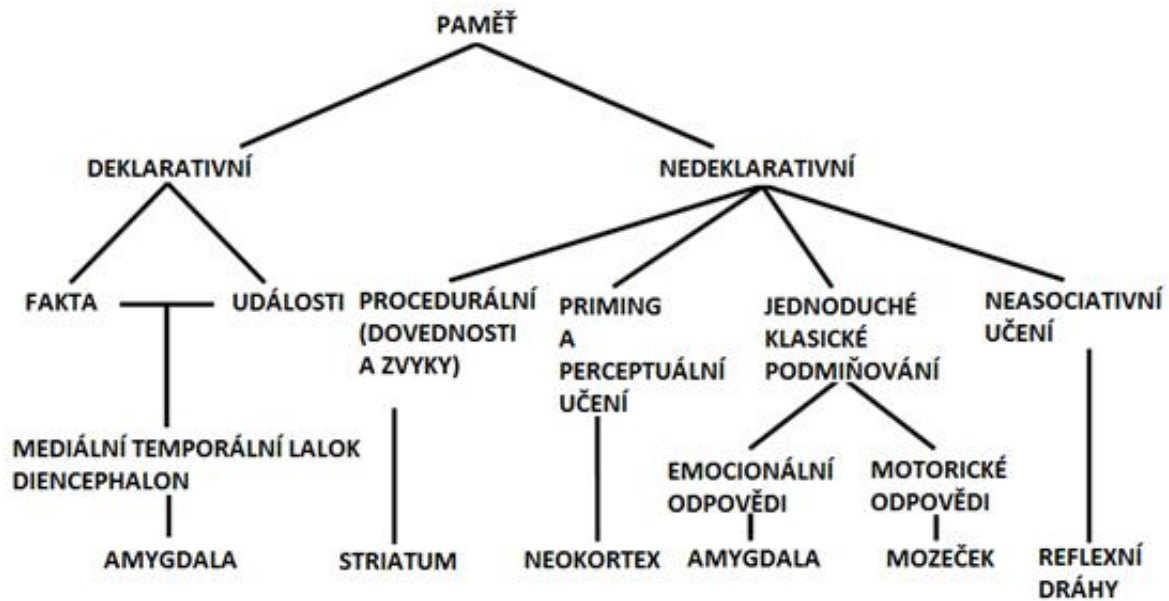 PAMĚŤ
DEKLARATIVNÍ
NEDEKLARATIVNÍ
FAKTA
UDÁLOSTI
PROCEDURÁLNÍ
(DOVEDNOSTI
A ZVYKY)
PRIMING
A
PERCEPTUÁLNÍ
UČENÍ
JEDNODUCHÉ
KLASICKÉ
PODMIŇOVÁNÍ
NEASOCIATIVNÍ
UČENÍ
MEDIÁLNÍ TEMPORÁLNÍ LALOK
DIENCEPHALON
EMOCIONÁLNÍ
ODPOVĚDI
MOTORICKÉ
ODPOVĚDI
AMYGDALA
STRIATUM
NEOKORTEX
AMYGDALA
MOZEČEK
REFLEXNÍ
DRÁHY